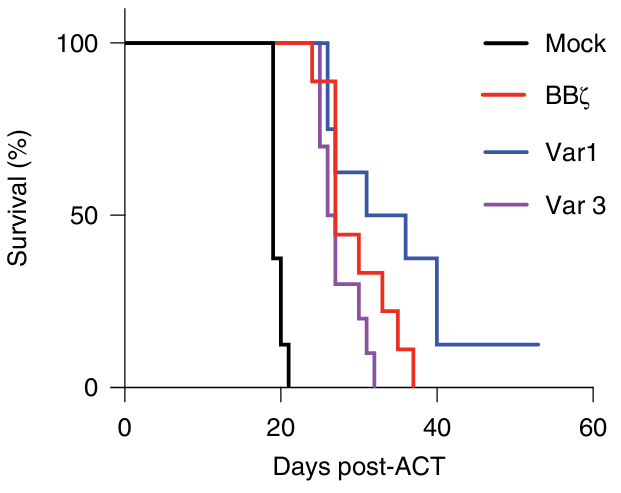 100
50
0
Survival (%)
0
20
40
60
Days post-ACT
Mock
BBζ
Var1
Var 3